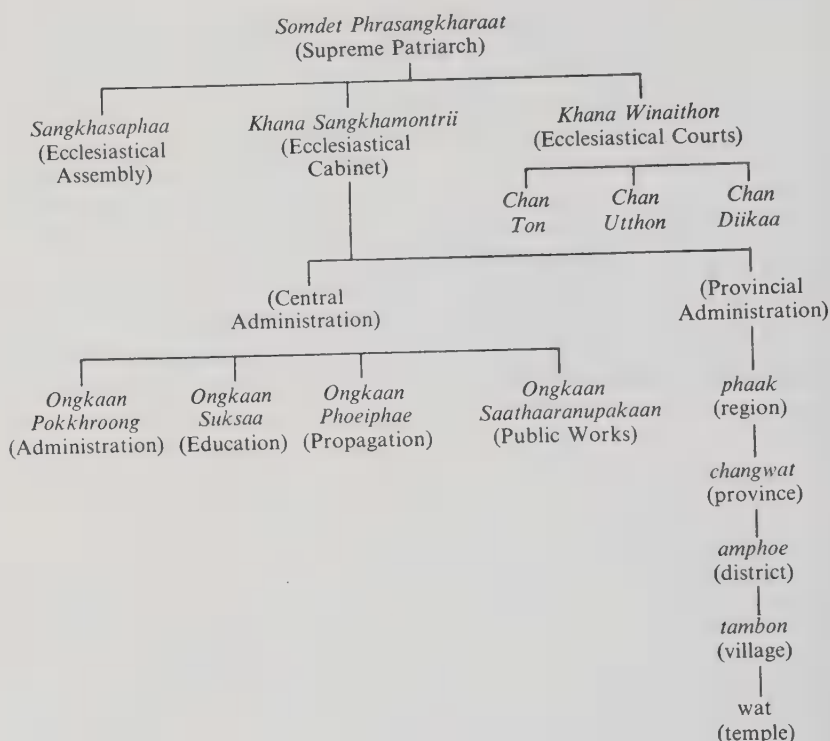 Somdet Phrasangkharaat
(Supreme Patriarch)
Sangkhasaphaa
(Ecclesiastical
Assembly)
Khana Sangkhamontrii
(Ecclesiastical
Cabinet)
Khana Winaithon
(Ecclesiastical Courts)
Chan
Ton
Chan
Utthon
Chan
Diikaa
(Central
Administration)
(Provincial
Administration)
Ongkaan
Pokkhroong
(Administration)
Ongkaan
Suksaa
(Education)
Ongkaan
Phoeiphae
(Propagation)
Ongkaan
Saathaaranupakaan
(Public Works)
phaak
(region)
changwat
(province)
amphoe
(district)
tambon
(village)
wat
(temple)